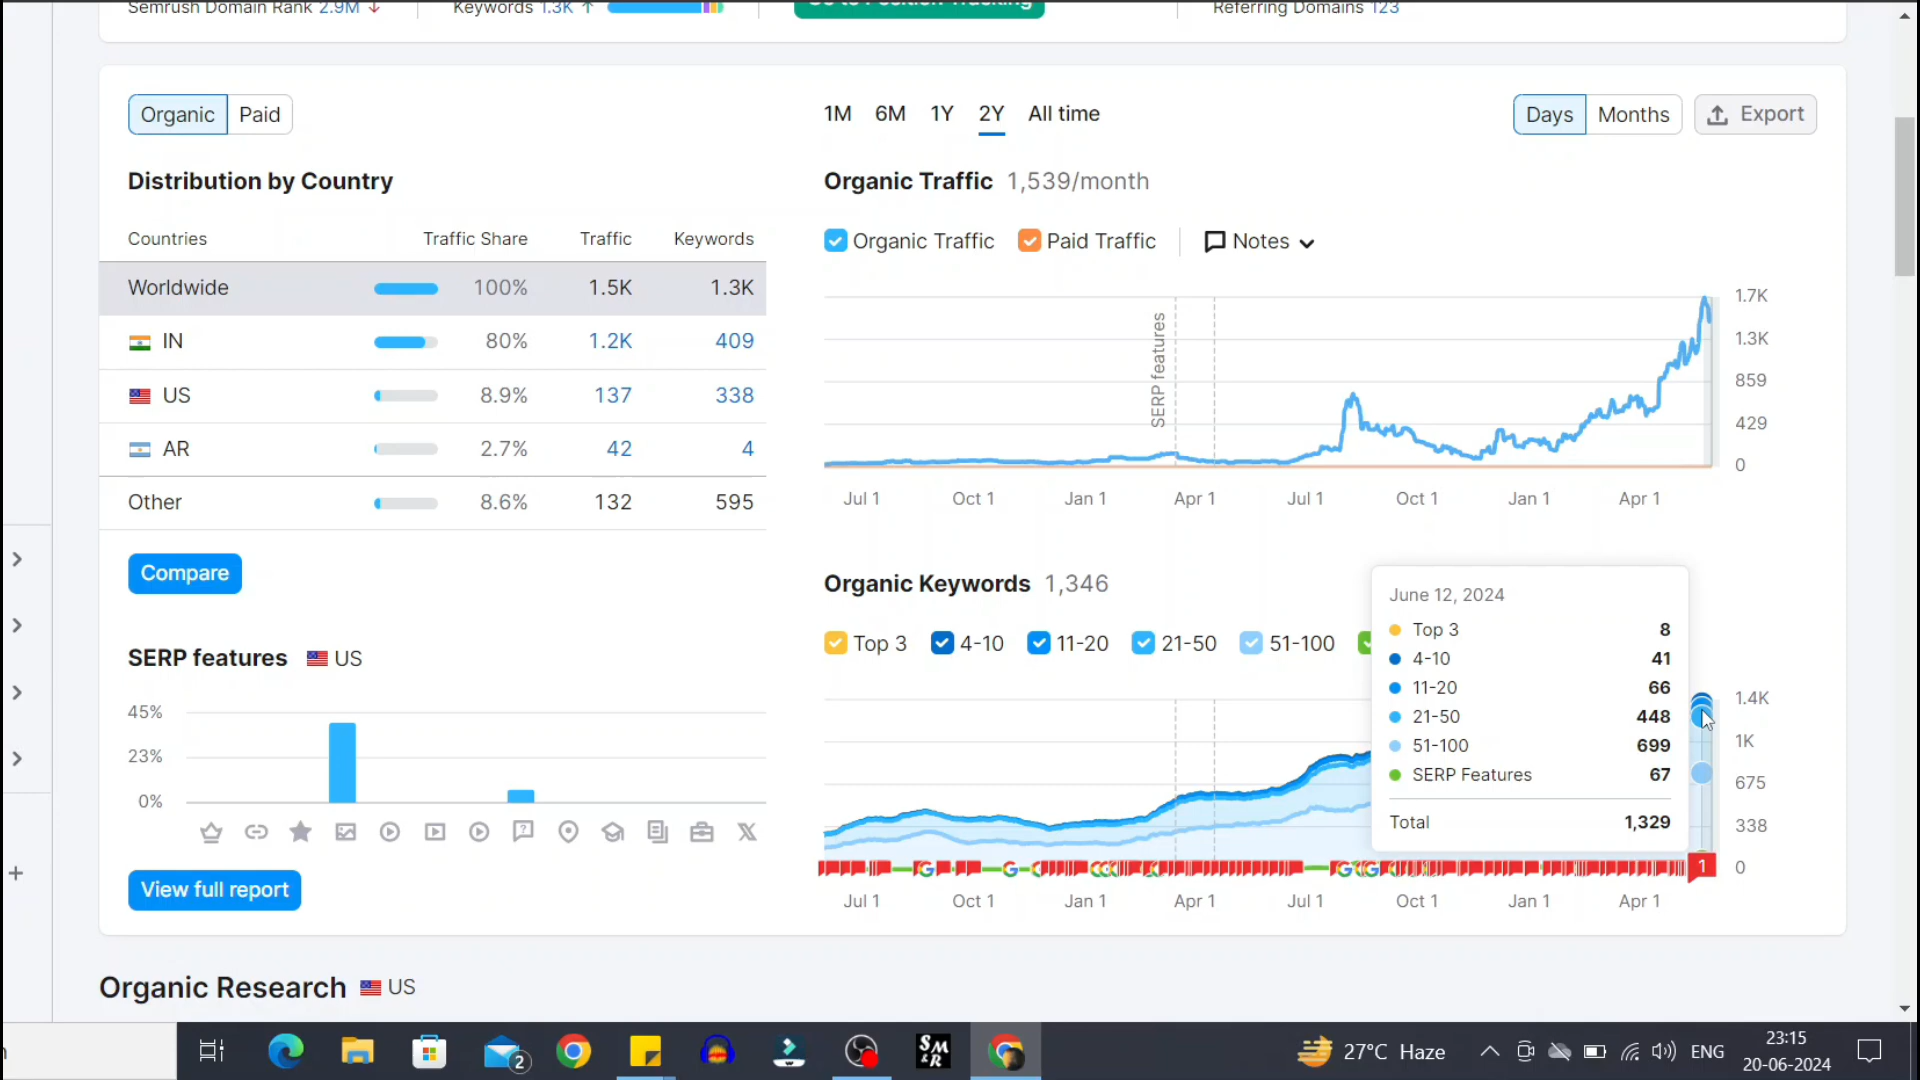 Semrush Domain Rank 2.9M ↓
Keywords 1.3K ↑
Go to Position Tracking
Referring Domains 123
Organic Paid
1M 6M 1Y 2Y All time
Days Months Export
Distribution by Country
Organic Traffic 1,539/month
Countries Traffic Share Traffic Keywords
Organic Traffic Paid Traffic Notes
Worldwide 100% 1.5K 1.3K
IN 80% 1.2K 409
US 8.9% 137 338
AR 2.7% 42 4
Other 8.6% 132 595
SERP features
1.7K
1.3K
859
429
0
Jul 1 Oct 1 Jan 1 Apr 1 Jul 1 Oct 1 Jan 1 Apr 1
Compare
Organic Keywords 1,346
Top 3 4-10 11-20 21-50 51-100
June 12, 2024
Top 3 8
4-10 41
11-20 66
21-50 448
51-100 699
SERP Features 67
Total 1,329
SERP features US
45%
23%
0%
1.4K
1K
675
338
0
1
Jul 1 Oct 1 Jan 1 Apr 1 Jul 1 Oct 1 Jan 1 Apr 1
View full report
Organic Research US
2
SM
&R
27°C Haze
ENG
23:15
20-06-2024